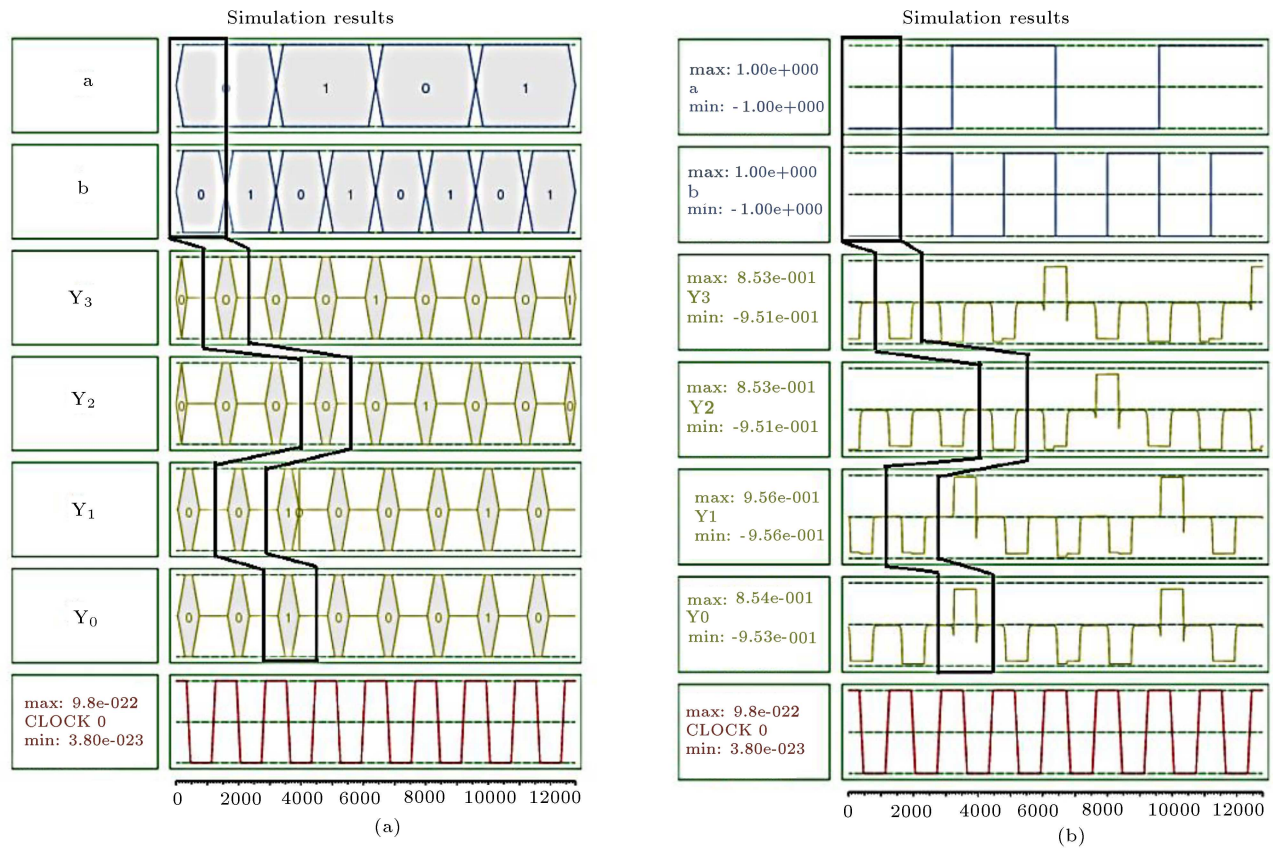 Simulation results
a
0 1 0 1
b
0 1 0 1 0 1 0 1
Y3
0 0 0 0 1 0 0 0 1
Y2
0 0 0 0 0 1 0 0 0
Y1
0 0 1 0 0 0 0 1 0
Y0
0 0 1 0 0 0 1 0
max: 9.8e-022
CLOCK 0
min: 3.80e-023
0 2000 4000 6000 8000 10000 12000
(a)
Simulation results
max: 1.00e+000
a
min: -1.00e+000
max: 1.00e+000
b
min: -1.00e+000
max: 8.53e-001
Y3
min: -9.51e-001
max: 8.53e-001
Y2
min: -9.51e-001
max: 9.56e-001
Y1
min: -9.56e-001
max: 8.54e-001
Y0
min: -9.53e-001
max: 9.8e-022
CLOCK 0
min: 3.80e-023
0 2000 4000 6000 8000 10000 12000
(b)